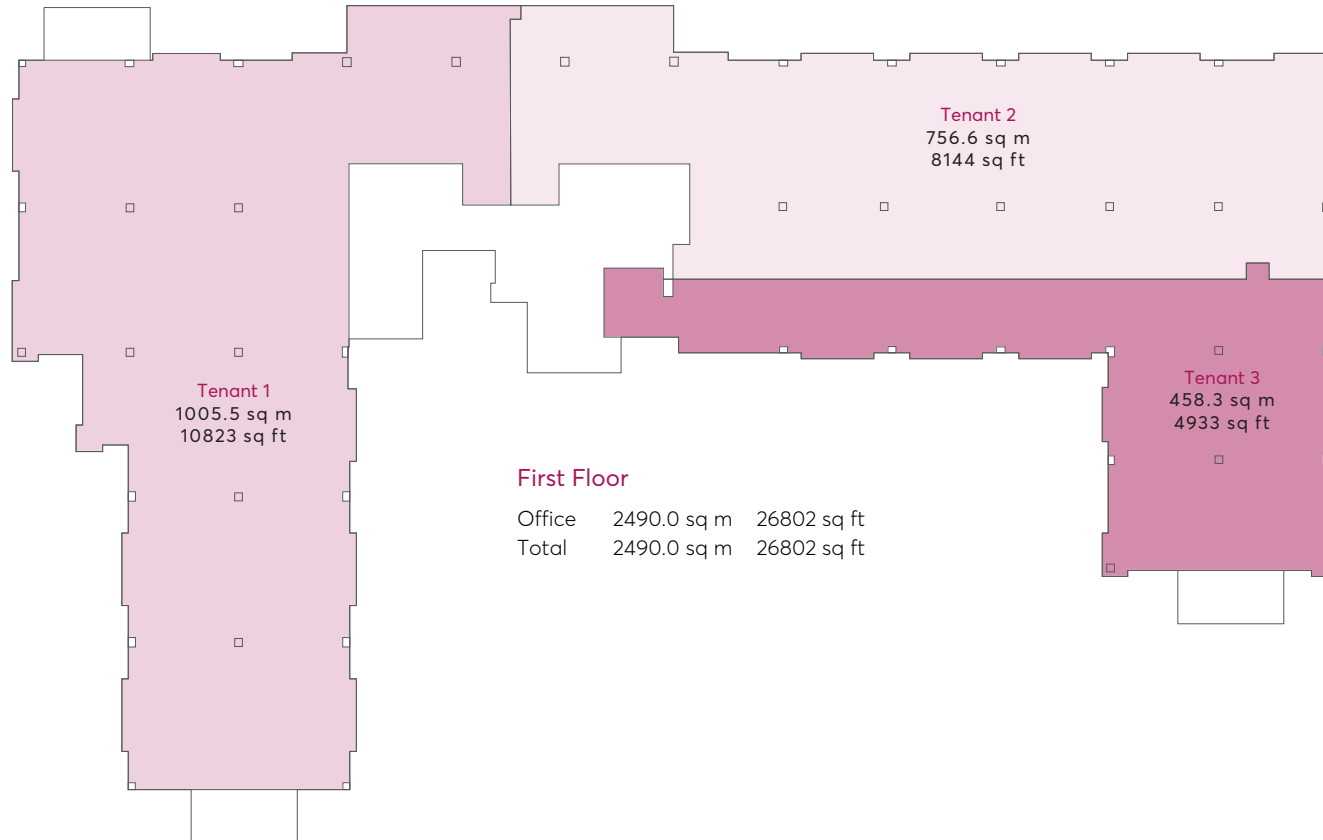 Tenant 2
756.6 sq m
8144 sq ft
Tenant 1
1005.5 sq m
10823 sq ft
Tenant 3
458.3 sq m
4933 sq ft
First Floor
Office 2490.0 sq m 26802 sq ft
Total 2490.0 sq m 26802 sq ft